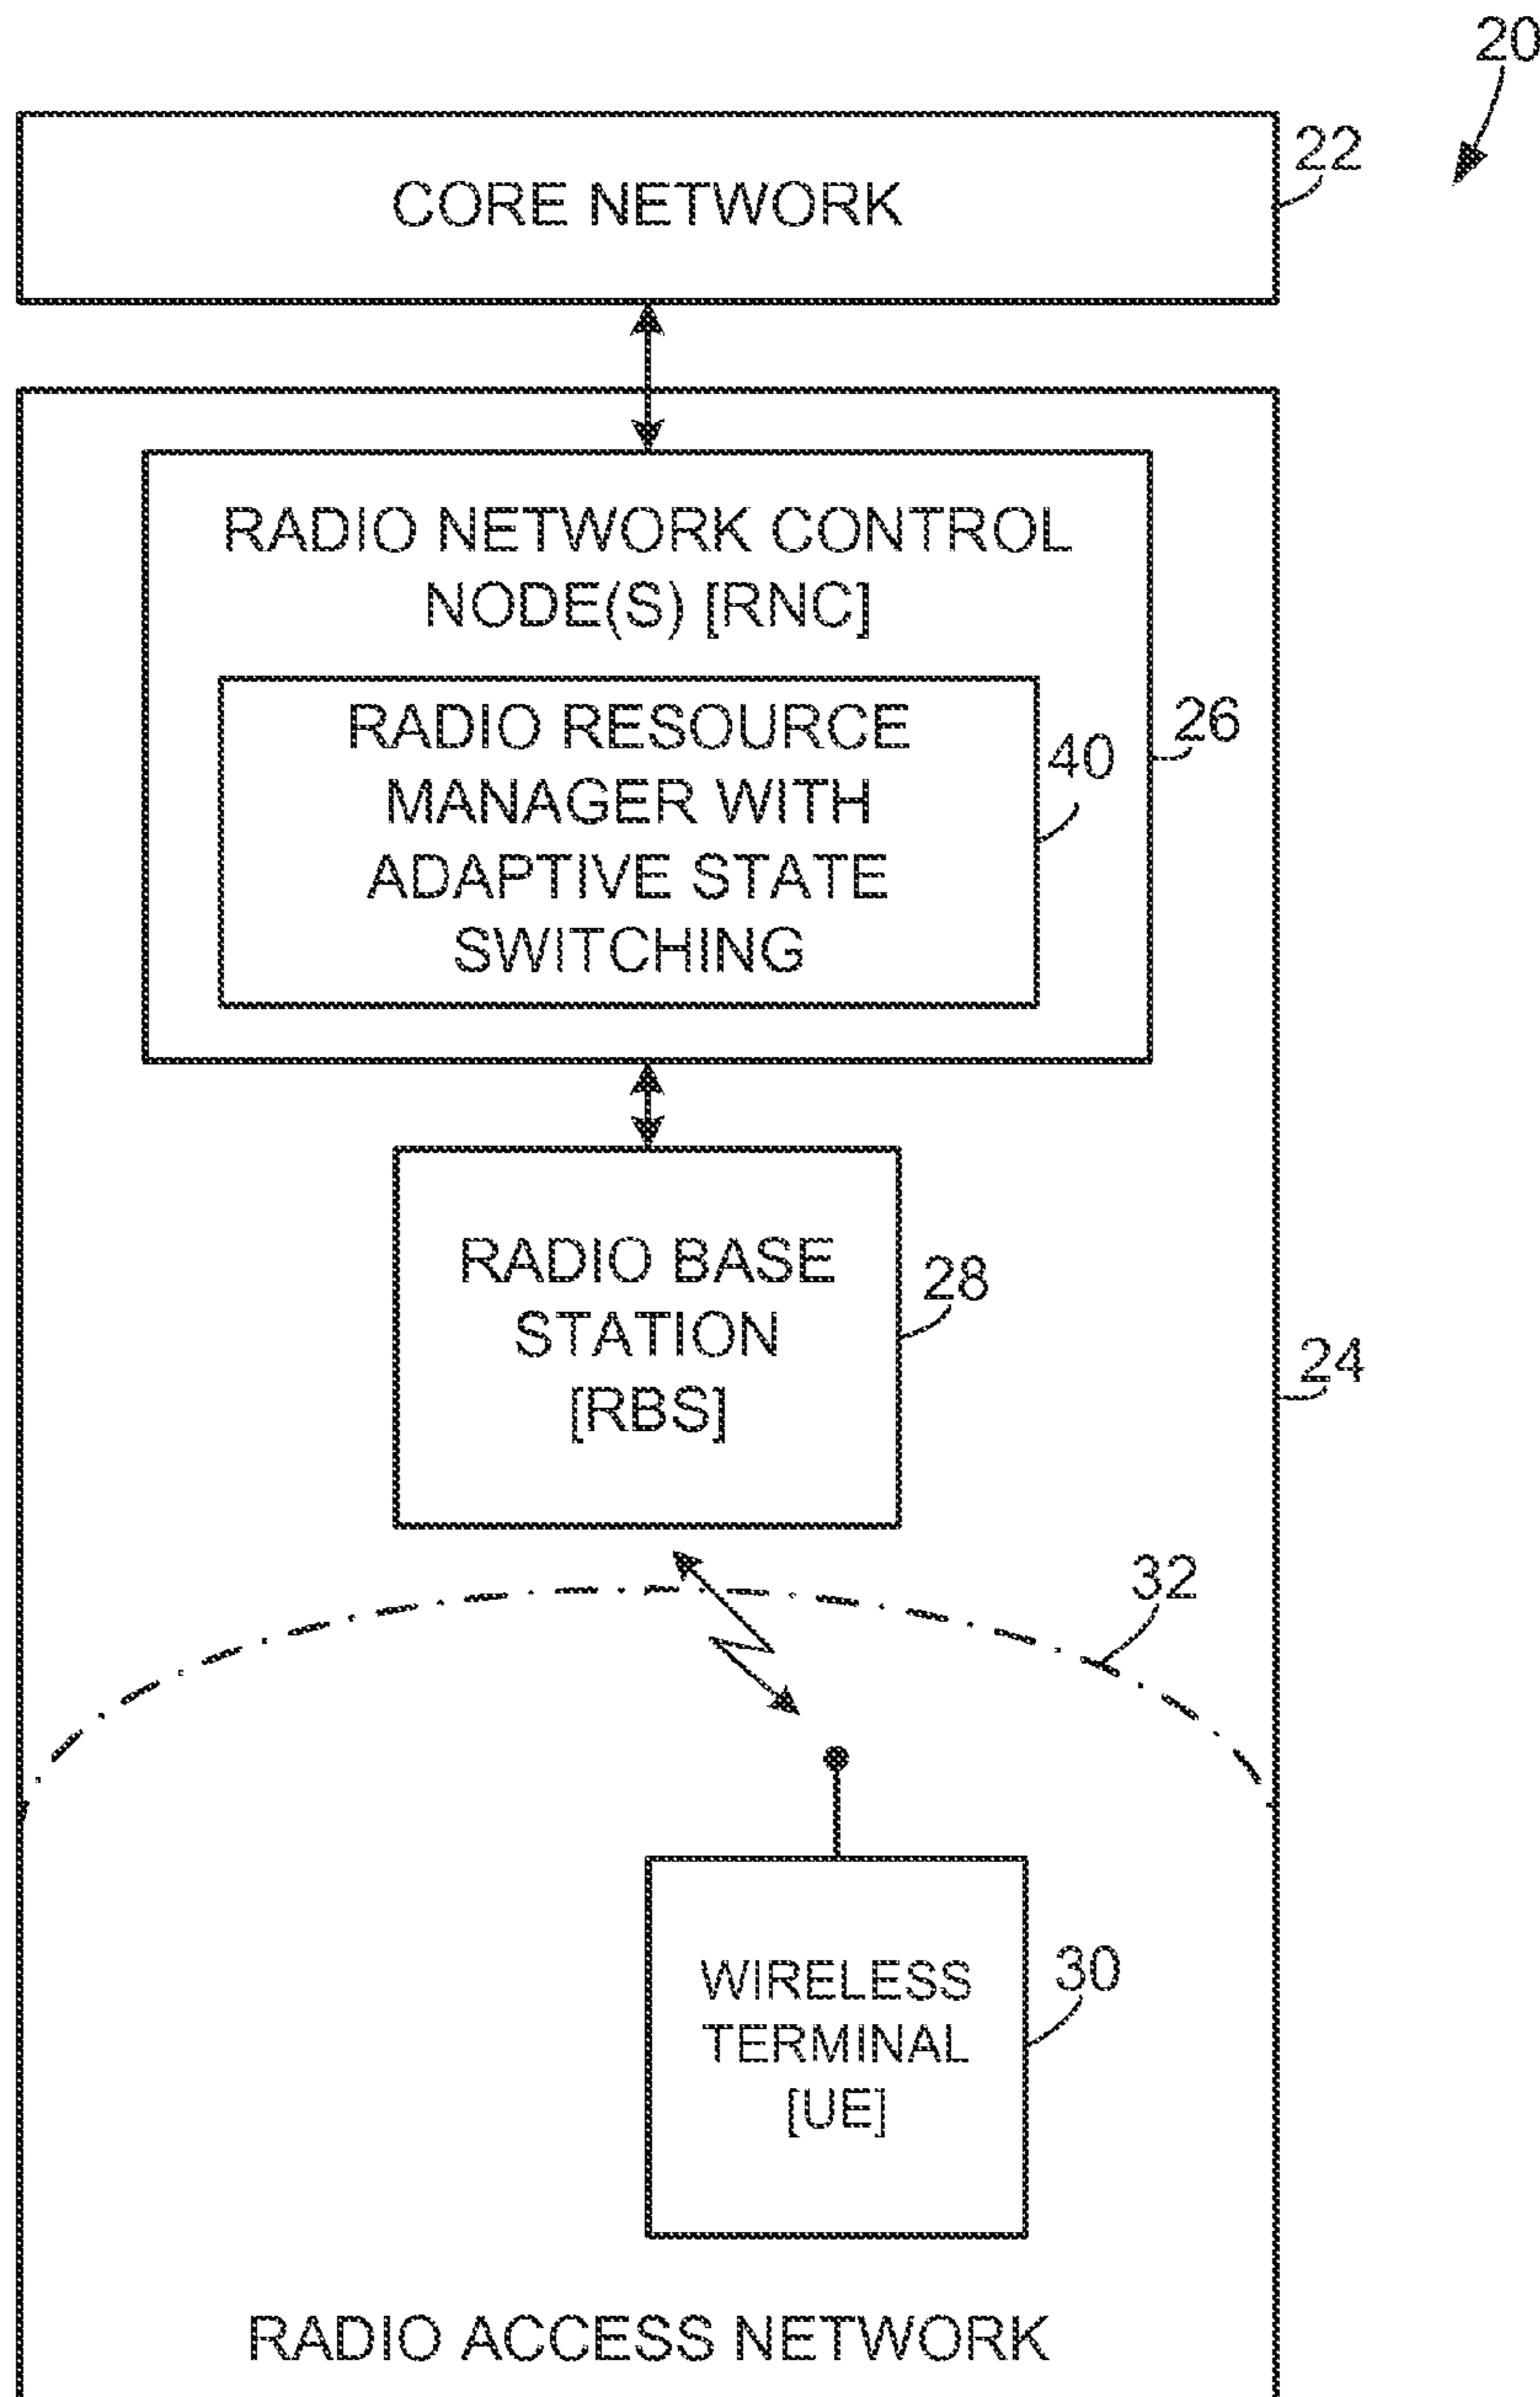 20
22
CORE NETWORK
RADIO NETWORK CONTROL
NODE(S) [RNC]
26
RADIO RESOURCE
MANAGER WITH
ADAPTIVE STATE
SWITCHING
40
RADIO BASE
STATION
[RBS]
28
24
32
WIRELESS
TERMINAL
[UE]
30
RADIO ACCESS NETWORK